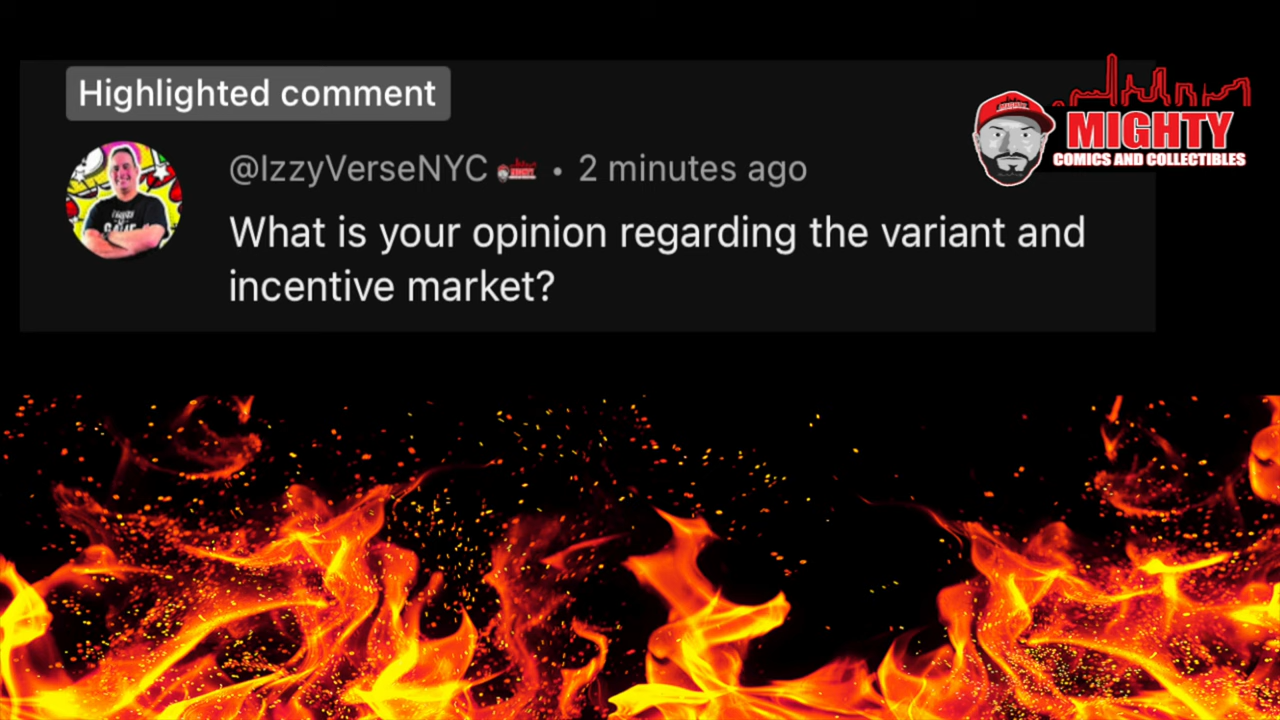 Highlighted comment
MIGHTY
COMICS AND COLLECTIBLES
@IzzyVerseNYC • 2 minutes ago
What is your opinion regarding the variant and
incentive market?